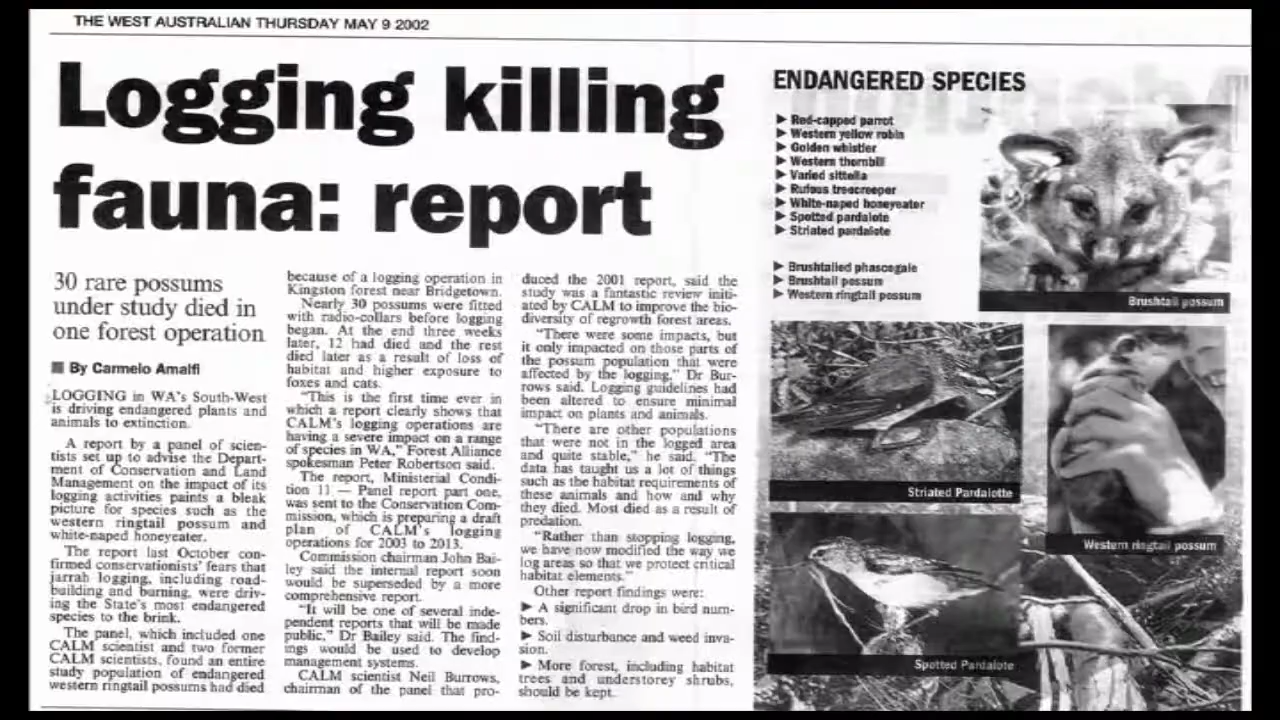 THE WEST AUSTRALIAN THURSDAY MAY 9 2002
Logging killing
fauna: report
30 rare possums
under study died in
one forest operation
■ By Carmelo Amalfi
LOGGING in WA's South-West
is driving endangered plants and
animals to extinction.
A report by a panel of scien-
tists set up to advise the Depart-
ment of Conservation and Land
Management on the impact of its
logging activities paints a bleak
picture for species such as the
western ringtail possum and
white-naped honeyeater.
The report last October con-
firmed conservationists' fears that
jarrah logging, including road-
building and burning, were driv-
ing the State's most endangered
species to the brink.
The panel, which included one
CALM scientist and two former
CALM scientists, found an entire
study population of endangered
western ringtail possums had died
because of a logging operation in
Kingston forest near Bridgetown.
Nearly 30 possums were fitted
with radio-collars before logging
began. At the end three weeks
later, 12 had died and the rest
died later as a result of loss of
habitat and higher exposure to
foxes and cats.
"This is the first time ever in
which a report clearly shows that
CALM's logging operations are
having a severe impact on a range
of species in WA," Forest Alliance
spokesman Peter Robertson said.
The report, Ministerial Condi-
tion 11 — Panel report part one,
was sent to the Conservation Com-
mission, which is preparing a draft
plan of CALM's logging
operations for 2003 to 2013.
Commission chairman John Bai-
ley said the internal report soon
would be superseded by a more
comprehensive report.
"It will be one of several inde-
pendent reports that will be made
public," Dr Bailey said. The find-
ings would be used to develop
management systems.
CALM scientist Neil Burrows,
chairman of the panel that pro-
duced the 2001 report, said the
study was a fantastic review initi-
ated by CALM to improve the bio-
diversity of regrowth forest areas.
"There were some impacts, but
it only impacted on those parts of
the possum population that were
affected by the logging," Dr Bur-
rows said. Logging guidelines had
been altered to ensure minimal
impact on plants and animals.
"There are other populations
that were not in the logged area
and quite stable," he said. "The
data has taught us a lot of things
such as the habitat requirements of
these animals and how and why
they died. Most died as a result of
predation.
"Rather than stopping logging,
we have now modified the way we
log areas so that we protect critical
habitat elements."
Other report findings were:
► A significant drop in bird num-
bers.
► Soil disturbance and weed inva-
sion.
► More forest, including habitat
trees and understorey shrubs,
should be kept.
ENDANGERED SPECIES
► Red-capped parrot
► Western yellow robin
► Golden whistler
► Western thornbill
► Varied sittella
► Rufous treecreeper
► White-naped honeyeater
► Spotted pardalote
► Striated pardalote
► Brushtailed phascogale
► Brushtail possum
► Western ringtail possum
Brushtail possum
Striated Pardalotte
Western ringtail possum
Spotted Pardalote